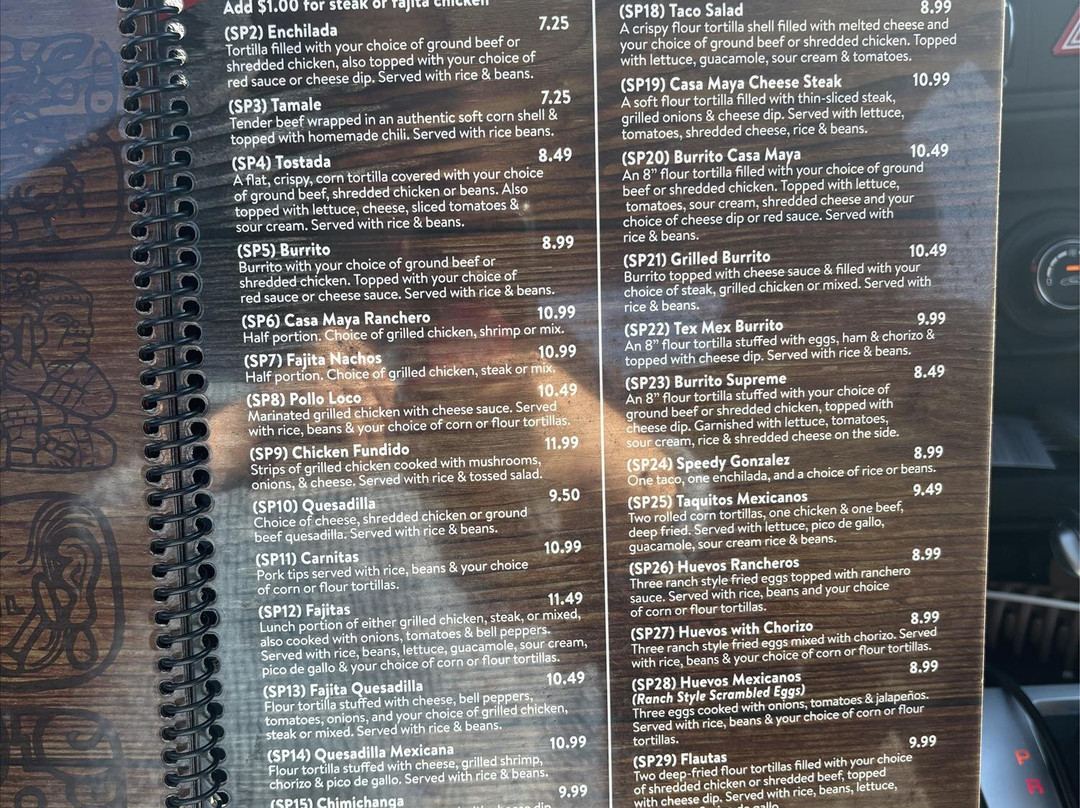 Add $1.00 for steak or fajita chicken
(SP2) Enchilada 7.25
Tortilla filled with your choice of ground beef or
shredded chicken, also topped with your choice of
red sauce or cheese dip. Served with rice & beans.
(SP3) Tamale 7.25
Tender beef wrapped in an authentic soft corn shell &
topped with homemade chili. Served with rice beans.
(SP4) Tostada 8.49
A flat, crispy, corn tortilla covered with your choice
of ground beef, shredded chicken or beans. Also
topped with lettuce, cheese, sliced tomatoes &
sour cream. Served with rice & beans.
(SP5) Burrito 8.99
Burrito with your choice of ground beef or
shredded chicken. Topped with your choice of
red sauce or cheese sauce. Served with rice & beans.
(SP6) Casa Maya Ranchero 10.99
Half portion. Choice of grilled chicken, shrimp or mix.
(SP7) Fajita Nachos 10.99
Half portion. Choice of grilled chicken, steak or mix.
(SP8) Pollo Loco 10.49
Marinated grilled chicken with cheese sauce. Served
with rice, beans & your choice of corn or flour tortillas.
(SP9) Chicken Fundido 11.99
Strips of grilled chicken cooked with mushrooms,
onions, & cheese. Served with rice & tossed salad.
(SP10) Quesadilla 9.50
Choice of cheese, shredded chicken or ground
beef quesadilla. Served with rice & beans.
(SP11) Carnitas 10.99
Pork tips served with rice, beans & your choice
of corn or flour tortillas.
(SP12) Fajitas 11.49
Lunch portion of either grilled chicken, steak, or mixed,
also cooked with onions, tomatoes & bell peppers.
Served with rice, beans, lettuce, guacamole, sour cream,
pico de gallo & your choice of corn or flour tortillas.
(SP13) Fajita Quesadilla 10.49
Flour tortilla stuffed with cheese, bell peppers,
tomatoes, onions, and your choice of grilled chicken,
steak or mixed. Served with rice & beans.
(SP14) Quesadilla Mexicana 10.99
Flour tortilla stuffed with cheese, grilled shrimp,
chorizo & pico de gallo. Served with rice & beans.
(SP15) Chimichanga 9.99
(SP18) Taco Salad 8.99
A crispy flour tortilla shell filled with melted cheese and
your choice of ground beef or shredded chicken. Topped
with lettuce, guacamole, sour cream & tomatoes.
(SP19) Casa Maya Cheese Steak 10.99
A soft flour tortilla filled with thin-sliced steak,
grilled onions & cheese dip. Served with lettuce,
tomatoes, shredded cheese, rice & beans.
(SP20) Burrito Casa Maya 10.49
An 8” flour tortilla filled with your choice of ground
beef or shredded chicken. Topped with lettuce,
tomatoes, sour cream, shredded cheese and your
choice of cheese dip or red sauce. Served with
rice & beans.
(SP21) Grilled Burrito 10.49
Burrito topped with cheese sauce & filled with your
choice of steak, grilled chicken or mixed. Served with
rice & beans.
(SP22) Tex Mex Burrito 9.99
An 8” flour tortilla stuffed with eggs, ham & chorizo &
topped with cheese dip. Served with rice & beans.
(SP23) Burrito Supreme 8.49
An 8” flour tortilla stuffed with your choice of
ground beef or shredded chicken, topped with
cheese dip. Garnished with lettuce, tomatoes,
sour cream, rice & shredded cheese on the side.
(SP24) Speedy Gonzalez 8.99
One taco, one enchilada, and a choice of rice or beans.
(SP25) Taquitos Mexicanos 9.49
Two rolled corn tortillas, one chicken & one beef,
deep fried. Served with lettuce, pico de gallo,
guacamole, sour cream rice & beans.
(SP26) Huevos Rancheros 8.99
Three ranch style fried eggs topped with ranchero
sauce. Served with rice, beans and your choice
of corn or flour tortillas.
(SP27) Huevos with Chorizo 8.99
Three ranch style fried eggs mixed with chorizo. Served
with rice, beans & your choice of corn or flour tortillas.
(SP28) Huevos Mexicanos 8.99
(Ranch Style Scrambled Eggs)
Three eggs cooked with onions, tomatoes & jalapeños.
Served with rice, beans & your choice of corn or flour
tortillas.
(SP29) Flautas 9.99
Two deep-fried flour tortillas filled with your choice
of shredded chicken or shredded beef, topped
with cheese dip. Served with rice, beans, lettuce,
P
R